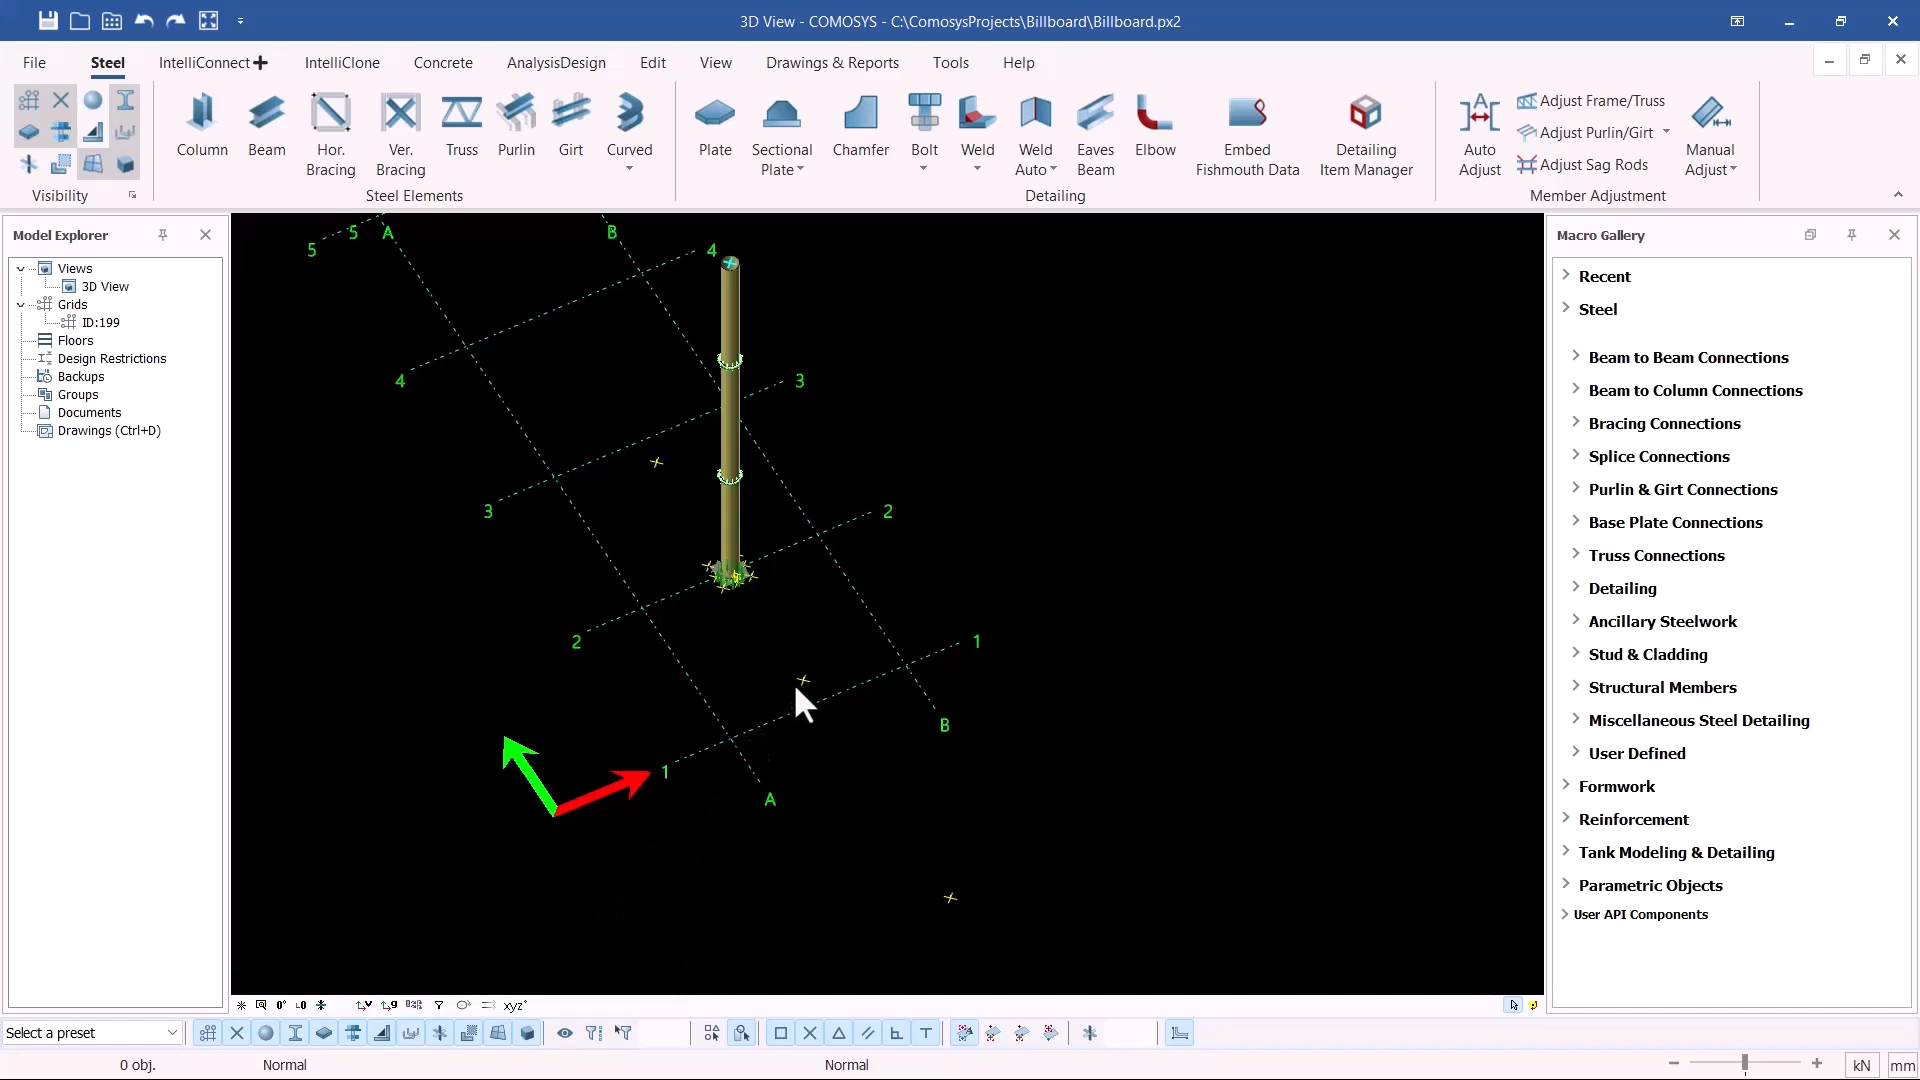 3D View - COMOSYS - C:\ComosysProjects\Billboard\Billboard.px2
File Steel IntelliConnect IntelliClone Concrete AnalysisDesign Edit View Drawings & Reports Tools Help
Column Beam Hor. Bracing Ver. Bracing Truss Purlin Girt Curved
Plate Sectional Plate Chamfer Bolt Weld Weld Auto Eaves Beam Elbow Embed Fishmouth Data Detailing Item Manager
Auto Adjust Adjust Frame/Truss Adjust Purlin/Girt Adjust Sag Rods Manual Adjust
Visibility Steel Elements Detailing Member Adjustment
Model Explorer
Views
3D View
Grids
ID:199
Floors
Design Restrictions
Backups
Groups
Documents
Drawings (Ctrl+D)
5 5 A B 4
4 3
3 2
2 1
B
1
A
Macro Gallery
Recent
Steel
Beam to Beam Connections
Beam to Column Connections
Bracing Connections
Splice Connections
Purlin & Girt Connections
Base Plate Connections
Truss Connections
Detailing
Ancillary Steelwork
Stud & Cladding
Structural Members
Miscellaneous Steel Detailing
User Defined
Formwork
Reinforcement
Tank Modeling & Detailing
Parametric Objects
User API Components
xyz
Select a preset
0 obj. Normal Normal kN mm